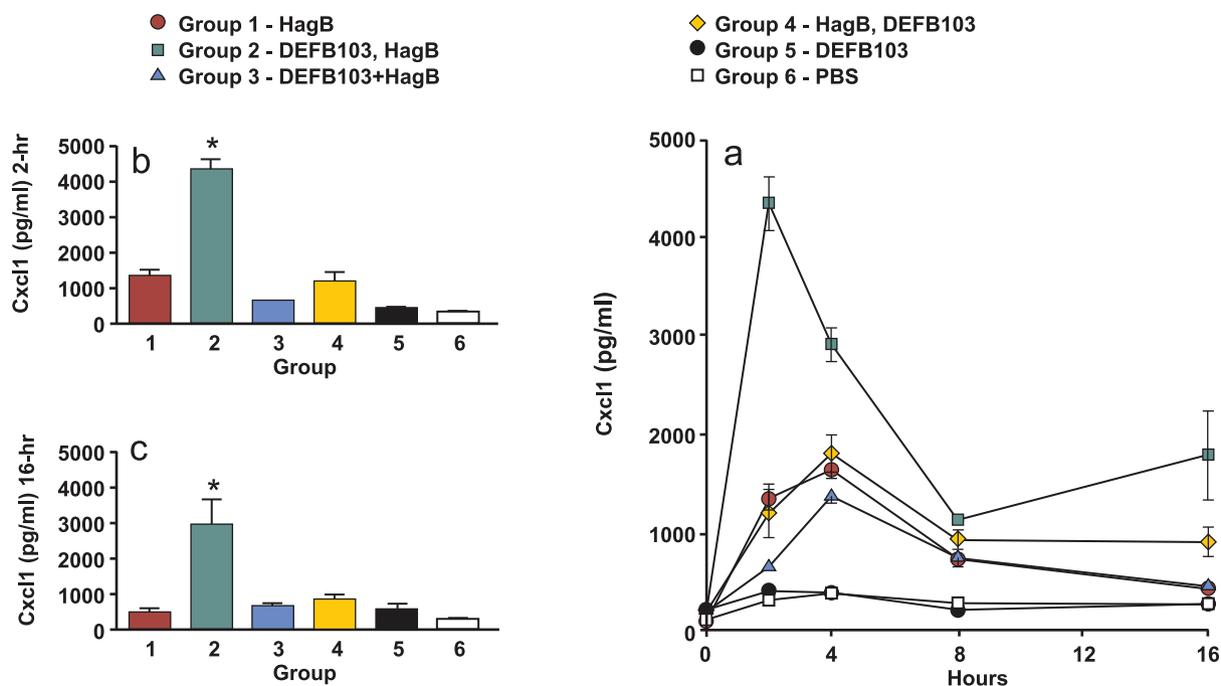 Group 1 - HagB
Group 2 - DEFB103, HagB
Group 3 - DEFB103+HagB
Group 4 - HagB, DEFB103
Group 5 - DEFB103
Group 6 - PBS
b
Cxcl1 (pg/ml) 2-hr
5000
4000
3000
2000
1000
0
*
1 2 3 4 5 6
Group
c
Cxcl1 (pg/ml) 16-hr
5000
4000
3000
2000
1000
0
*
1 2 3 4 5 6
Group
a
Cxcl1 (pg/ml)
5000
4000
3000
2000
1000
0
0 4 8 12 16
Hours